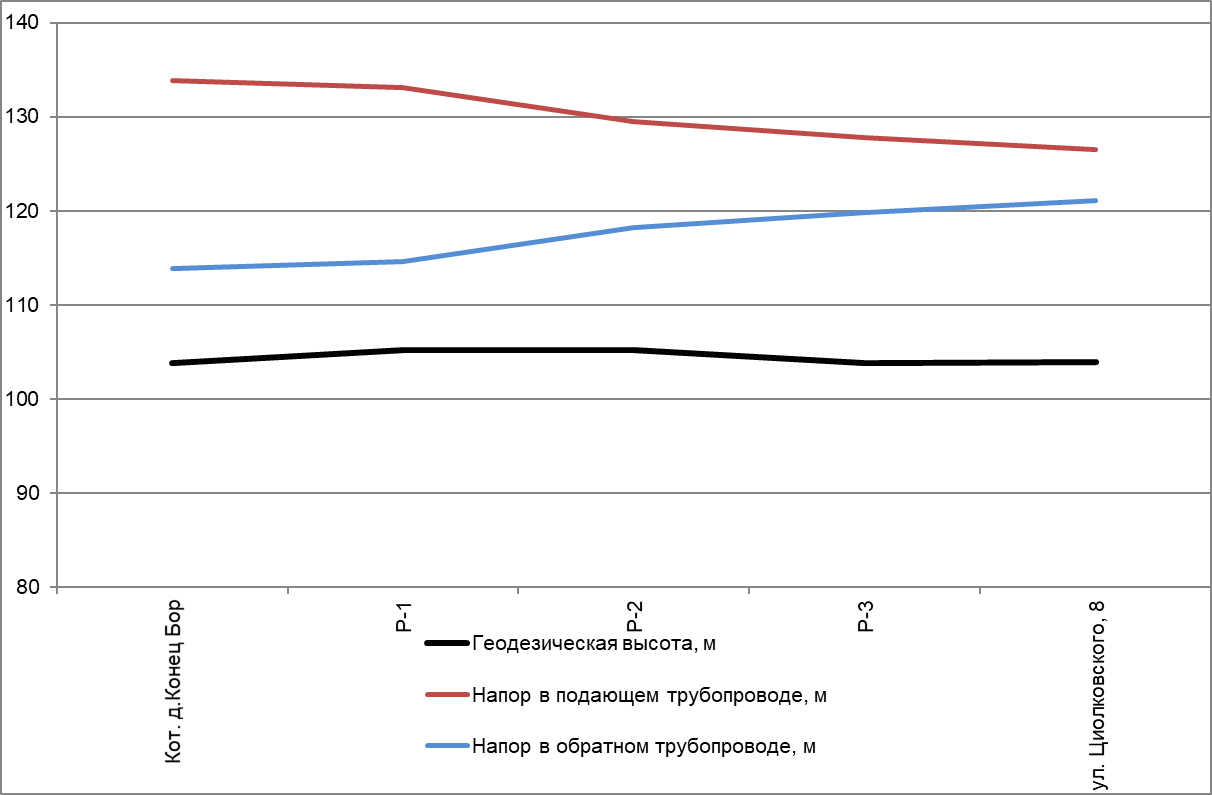 140
130
120
110
100
90
80
Кот. д.Конец Бор
Р-1
Р-2
Р-3
ул. Циолковского, 8
Геодезическая высота, м
Напор в подающем трубопроводе, м
Напор в обратном трубопроводе, м